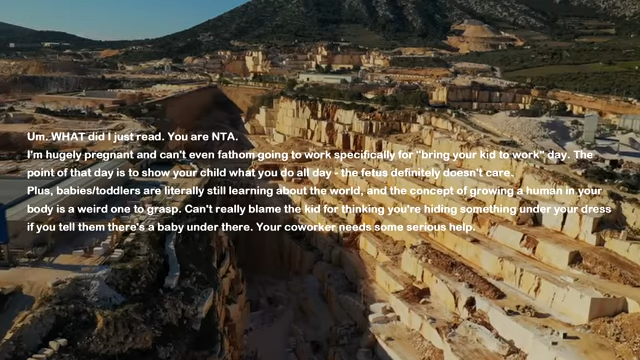 Um. WHAT did I just read. You are NTA.
I'm hugely pregnant and can't even fathom going to work specifically for "bring your kid to work" day. The
point of that day is to show your child what you do all day - the fetus definitely doesn't care.
Plus, babies/toddlers are literally still learning about the world, and the concept of growing a human in your
body is a weird one to grasp. Can't really blame the kid for thinking you're hiding something under your dress
if you tell them there's a baby under there. Your coworker needs some serious help.